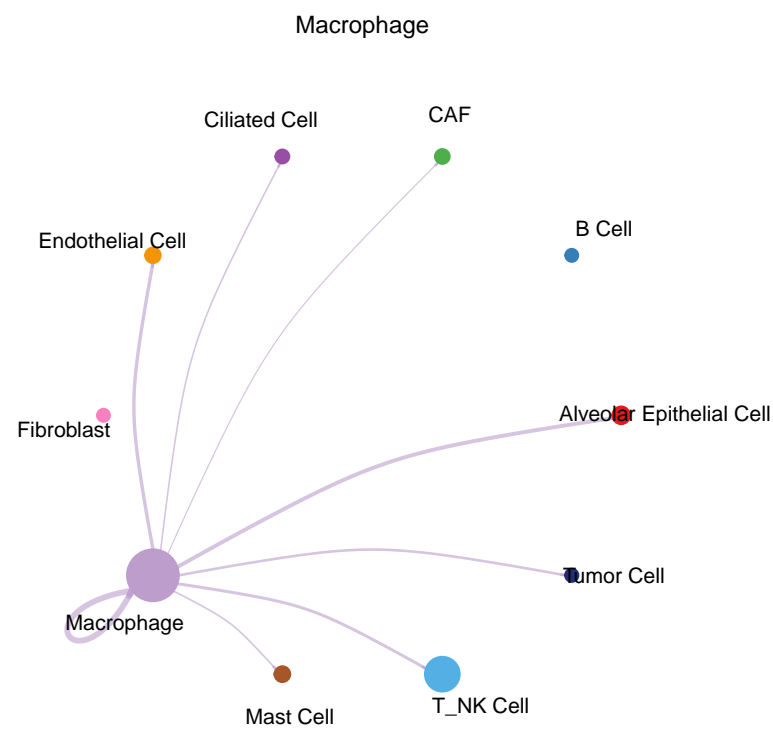 Macrophage
CAF
Ciliated Cell
B Cell
Endothelial Cell
Alveolar Epithelial Cell
Fibroblast
Tumor Cell
Macrophage
T_NK Cell
Mast Cell